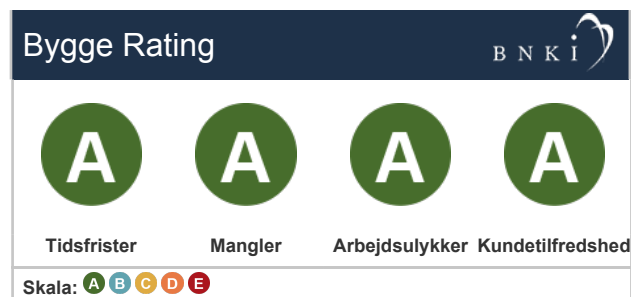 Bygge Rating
BNKi
A A A A
Tidsfrister Mangler Arbejdsulykker Kundetilfredshed
Skala: A B C D E